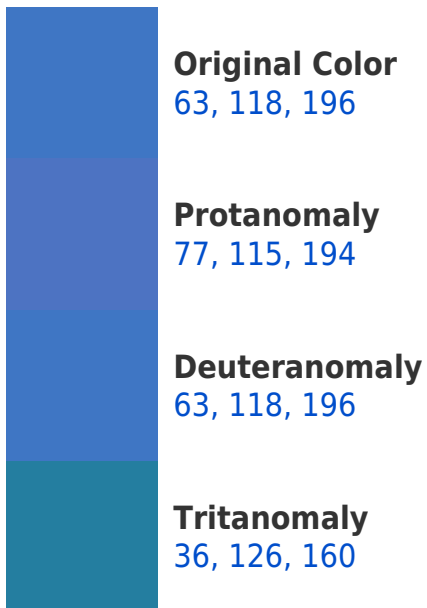 Original Color
63, 118, 196
Protanomaly
77, 115, 194
Deuteranomaly
63, 118, 196
Tritanomaly
36, 126, 160